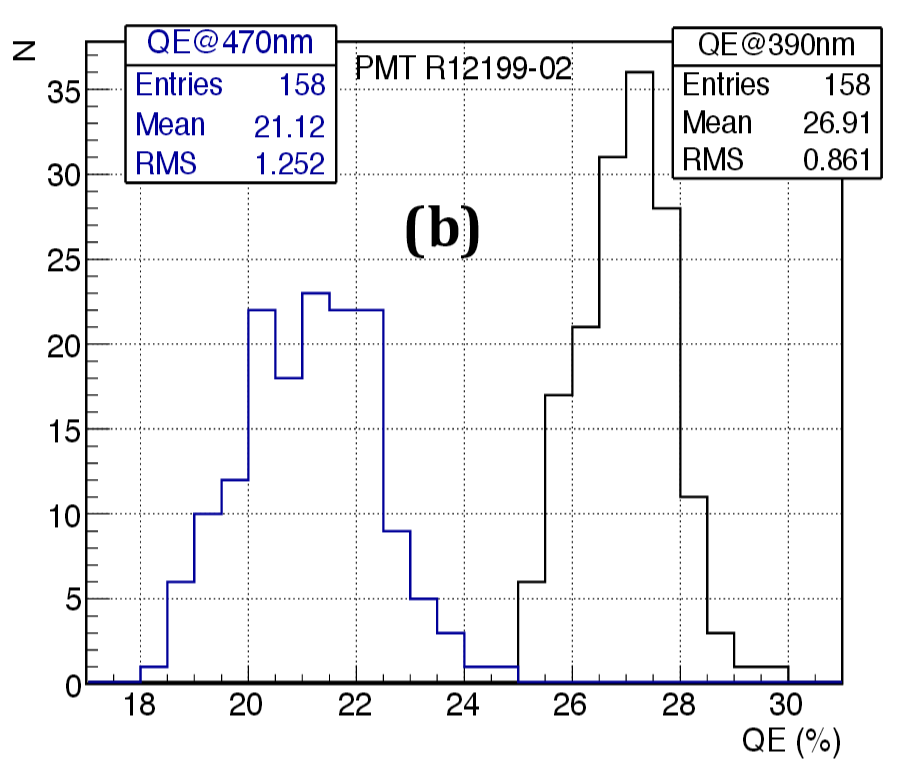 QE@470nm
Entries 158
Mean 21.12
RMS 1.252
PMT R12199-02
QE@390nm
Entries 158
Mean 26.91
RMS 0.861
(b)
N
35
30
25
20
15
10
5
0
18 20 22 24 26 28 30
QE (%)